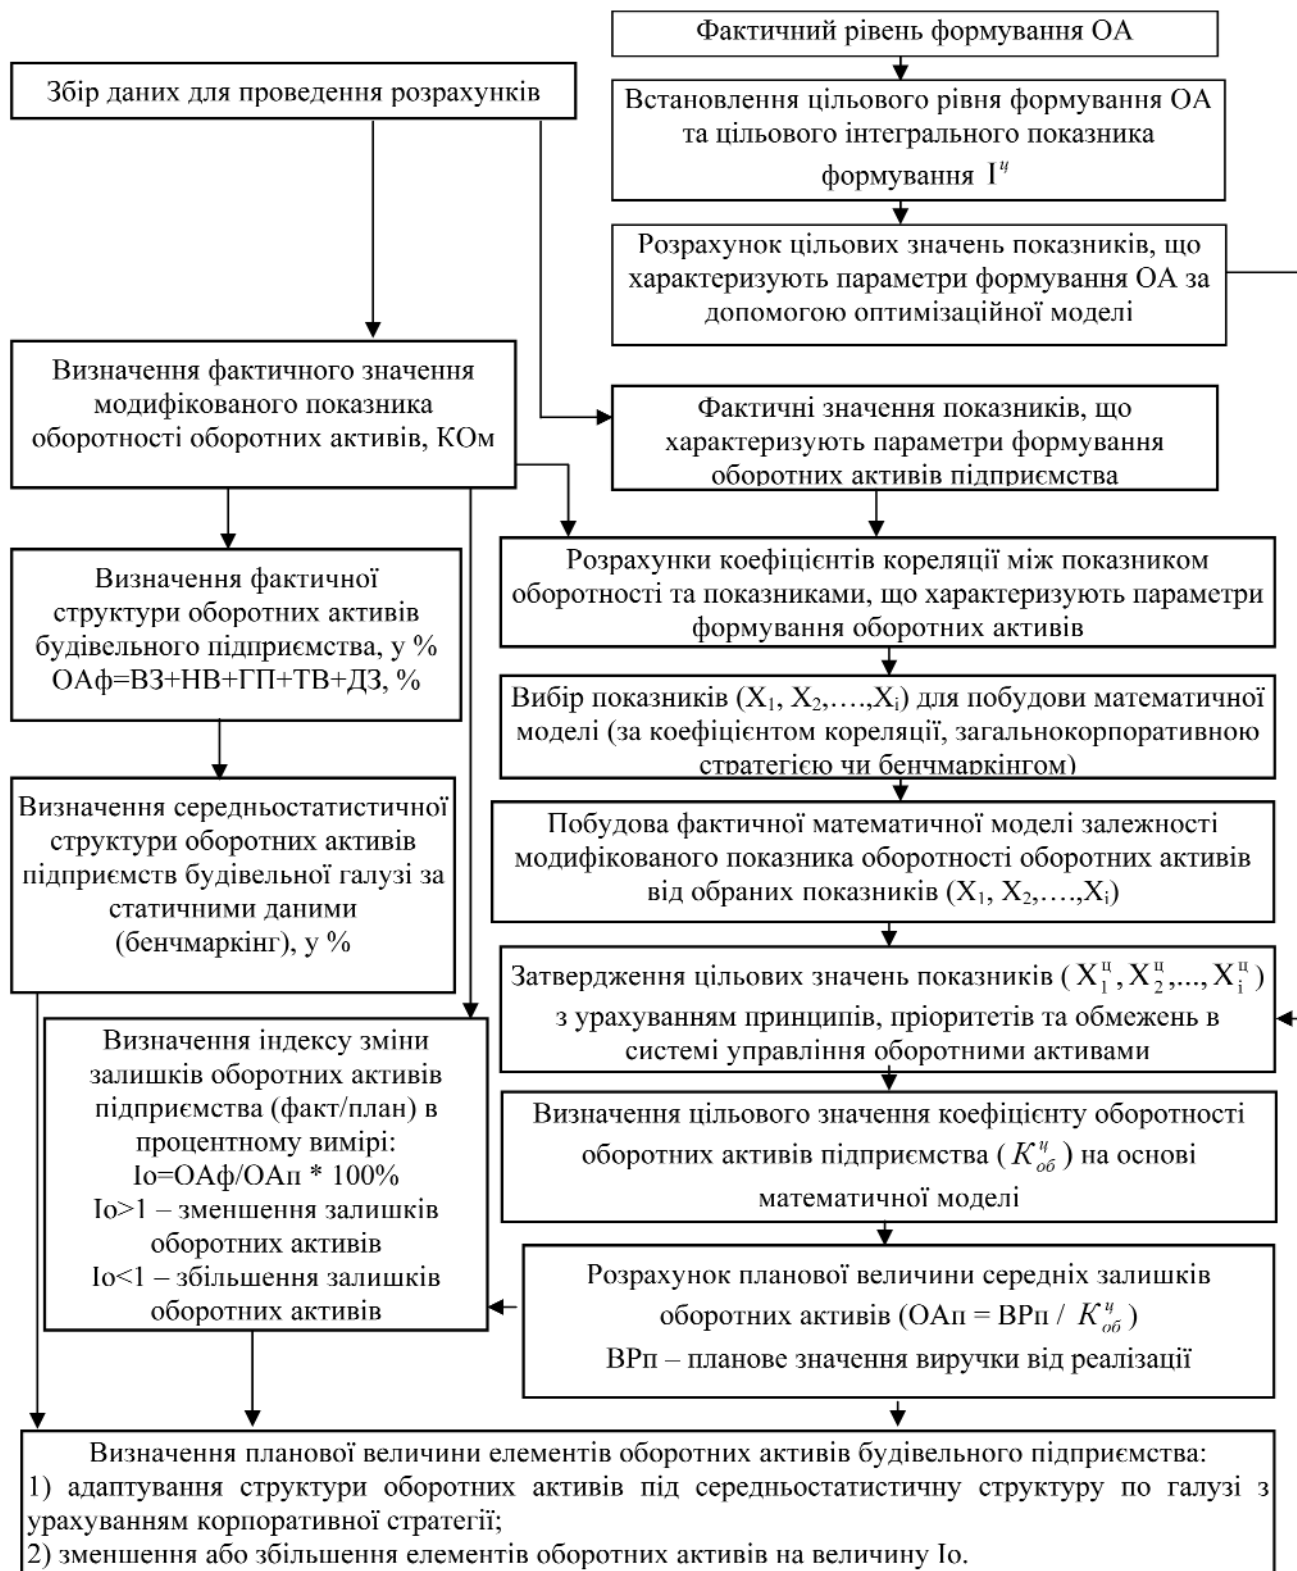 Фактичний рівень формування ОА
Збір даних для проведення розрахунків
Встановлення цільового рівня формування ОА
та цільового інтегрального показника
формування I^ц
Розрахунок цільових значень показників, що
характеризують параметри формування ОА за
допомогою оптимізаційної моделі
Визначення фактичного значення
модифікованого показника
оборотності оборотних активів, КОм
Фактичні значення показників, що
характеризують параметри формування
оборотних активів підприємства
Розрахунки коефіцієнтів кореляції між показником
оборотності та показниками, що характеризують параметри
формування оборотних активів
Визначення фактичної
структури оборотних активів
будівельного підприємства, у %
ОАф=ВЗ+НВ+ГП+ТВ+ДЗ, %
Вибір показників (X₁, X₂,….,Xᵢ) для побудови математичної
моделі (за коефіцієнтом кореляції, загальнокорпоративною
стратегією чи бенчмаркінгом)
Визначення середньостатистичної
структури оборотних активів
підприємств будівельної галузі за
статичними даними
(бенчмаркінг), у %
Побудова фактичної математичної моделі залежності
модифікованого показника оборотності оборотних активів
від обраних показників (X₁, X₂,….,Xᵢ)
Затвердження цільових значень показників ( X₁^ц, X₂^ц,..., Xᵢ^ц )
з урахуванням принципів, пріоритетів та обмежень в
системі управління оборотними активами
Визначення індексу зміни
залишків оборотних активів
підприємства (факт/план) в
процентному вимірі:
Іо=ОАф/ОАп * 100%
Іо>1 – зменшення залишків
оборотних активів
Іо<1 – збільшення залишків
оборотних активів
Визначення цільового значення коефіцієнту оборотності
оборотних активів підприємства ( K_об^ц ) на основі
математичної моделі
Розрахунок планової величини середніх залишків
оборотних активів (ОАп = ВРп / K_об^ц )
ВРп – планове значення виручки від реалізації
Визначення планової величини елементів оборотних активів будівельного підприємства:
1) адаптування структури оборотних активів під середньостатистичну структуру по галузі з
урахуванням корпоративної стратегії;
2) зменшення або збільшення елементів оборотних активів на величину Іо.